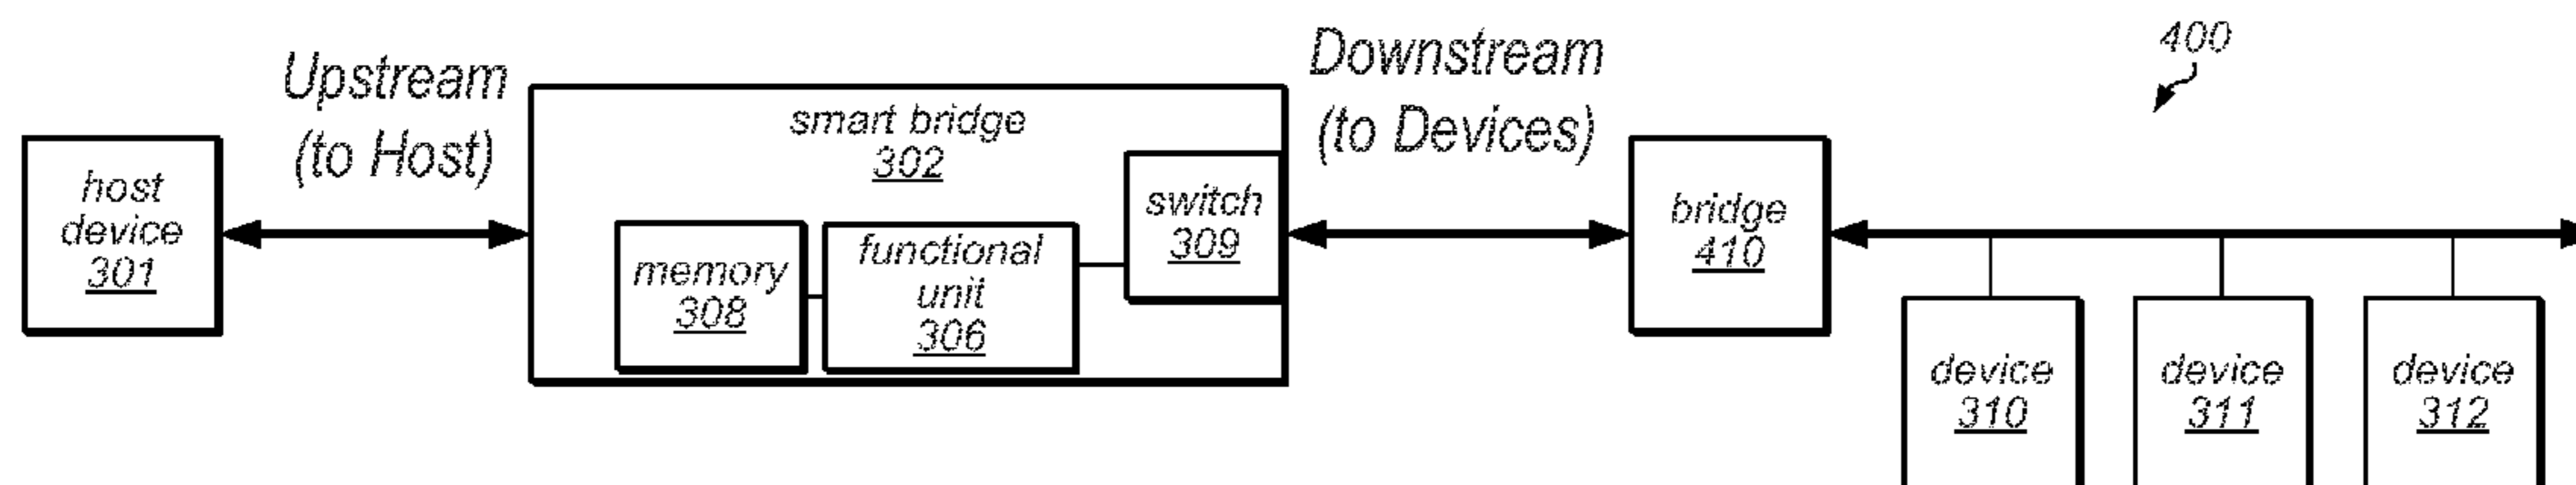 400
Upstream
(to Host)
Downstream
(to Devices)
host
device
301
smart bridge
302
memory
308
functional
unit
306
switch
309
bridge
410
device
310
device
311
device
312